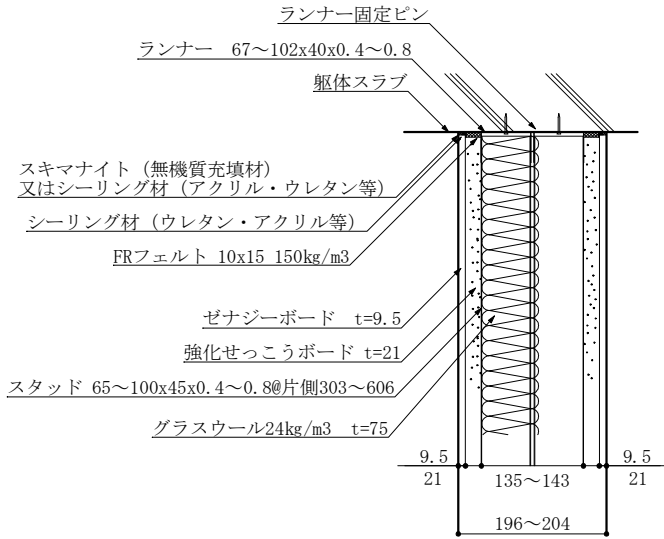 ランナー固定ピン
ランナー 67～102x40x0.4～0.8
躯体スラブ
スキマナイト (無機質充填材)
又はシーリング材 (アクリル・ウレタン等)
シーリング材 (ウレタン・アクリル等)
FRフェルト 10x15 150kg/m3
ゼナジーボード t=9.5
強化せっこうボード t=21
スタッド 65～100x45x0.4～0.8@片側303～606
グラスウール24kg/m3 t=75
9.5 9.5
21 135～143 21
196～204